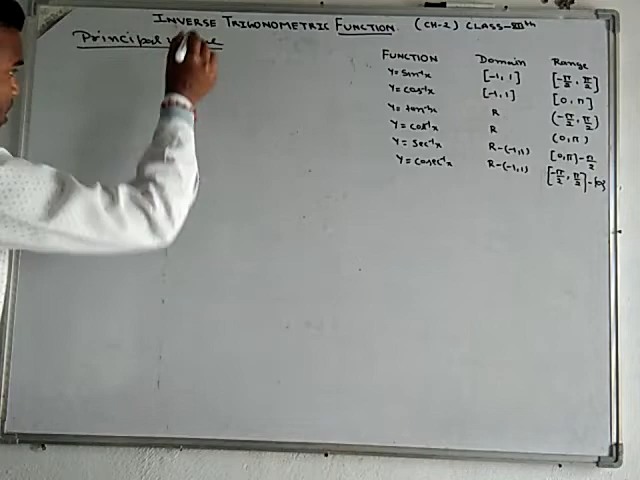 INVERSE TRIGONOMETRIC FUNCTION (CH-2) CLASS-XIIth
Principal
FUNCTION Domain Range
y = sin⁻¹x [-1, 1] [-π/2, π/2]
y = cos⁻¹x [-1, 1] [0, π]
y = tan⁻¹x R (-π/2, π/2)
y = cot⁻¹x R (0, π)
y = sec⁻¹x R-(-1,1) [0, π] - π/2
y = cosec⁻¹x R-(-1,1) [-π/2, π/2] - {0}